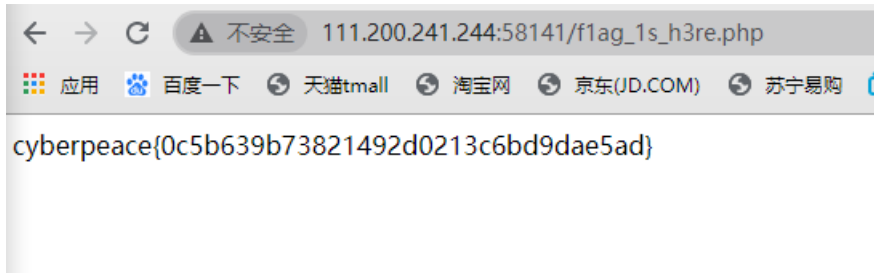 不安全 111.200.241.244:58141/f1ag_1s_h3re.php
应用 百度一下 天猫tmall 淘宝网 京东(JD.COM) 苏宁易购
cyberpeace{0c5b639b73821492d0213c6bd9dae5ad}